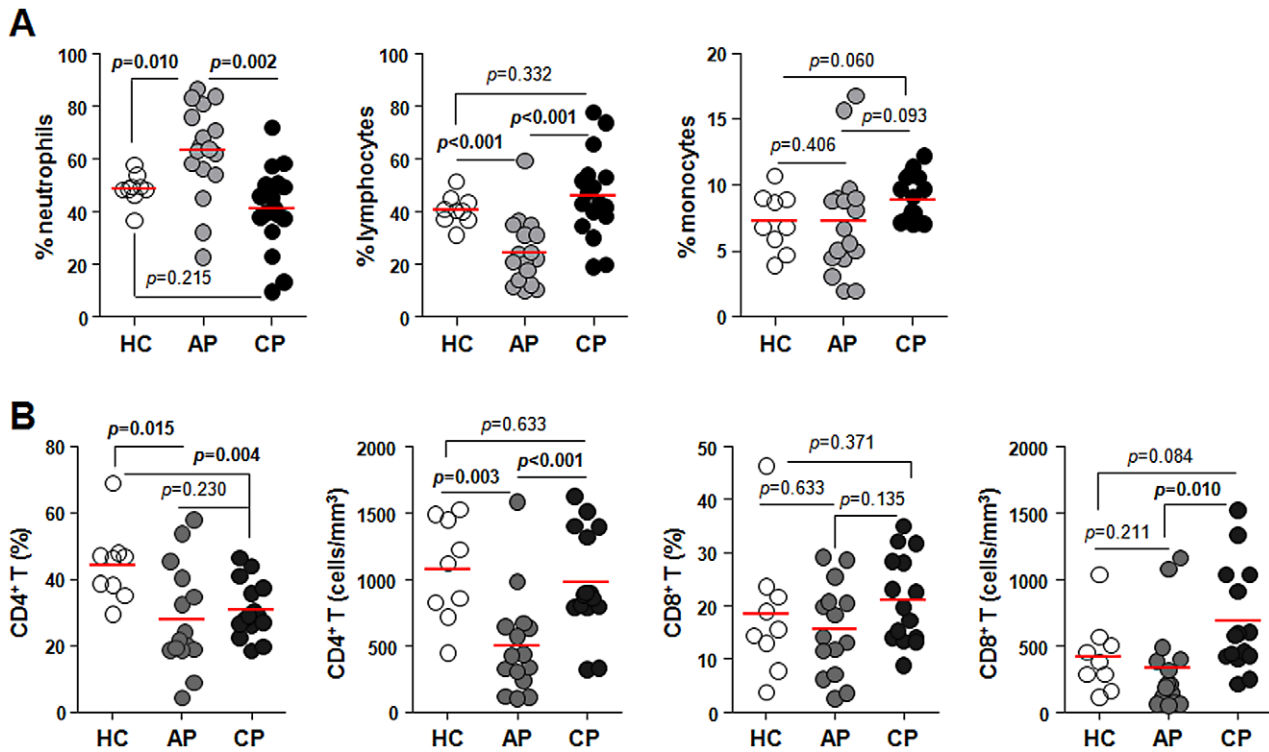 A
% neutrophils
100
80
60
40
20
0
p=0.010
p=0.002
p=0.215
HC AP CP
% lymphocytes
100
80
60
40
20
0
p=0.332
p<0.001
p<0.001
HC AP CP
% monocytes
20
15
10
5
0
p=0.060
p=0.093
p=0.406
HC AP CP
B
CD4⁺ T (%)
80
60
40
20
0
p=0.015
p=0.004
p=0.230
HC AP CP
CD4⁺ T (cells/mm³)
2000
1500
1000
500
0
p=0.633
p=0.003
p<0.001
HC AP CP
CD8⁺ T (%)
50
40
30
20
10
0
p=0.371
p=0.633
p=0.135
HC AP CP
CD8⁺ T (cells/mm³)
2000
1500
1000
500
0
p=0.084
p=0.010
p=0.211
HC AP CP